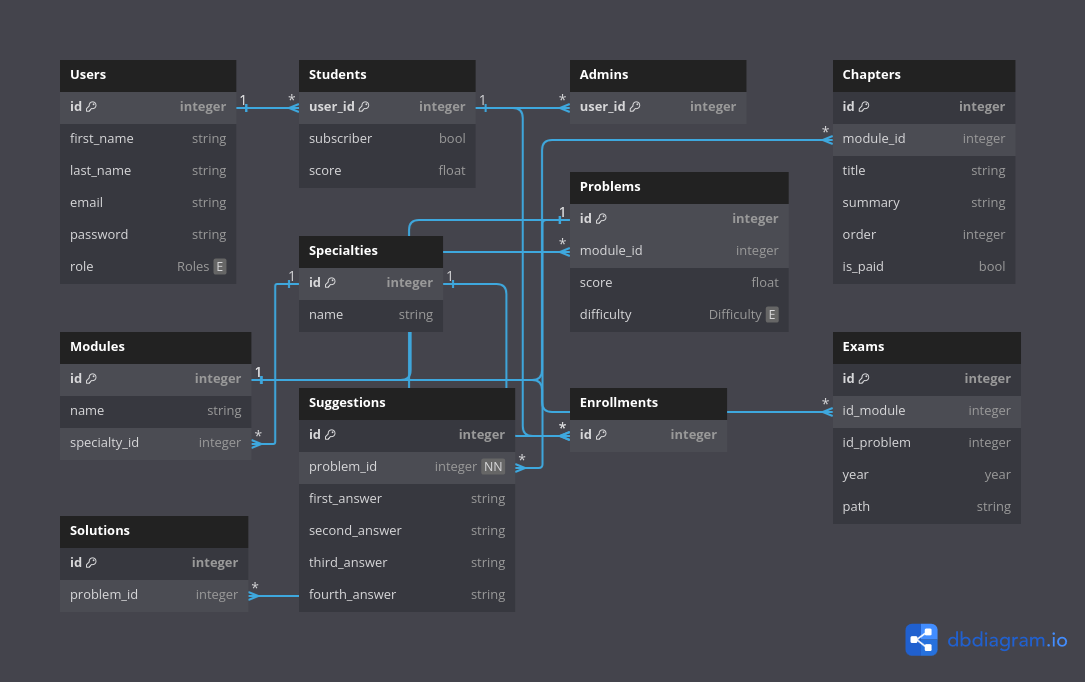 Users
id integer
first_name string
last_name string
email string
password string
role Roles E
1 *
Students
user_id integer
subscriber bool
score float
1 *
Admins
user_id integer
Chapters
id integer
* module_id integer
title string
summary string
order integer
is_paid bool
Problems
1 id integer
* module_id integer
score float
difficulty Difficulty E
Specialties
1 id integer 1
name string
Modules
id integer 1
name string
specialty_id integer *
Suggestions
id integer
problem_id integer NN *
first_answer string
second_answer string
third_answer string
fourth_answer string
Enrollments
* id integer
Exams
id integer
* id_module integer
id_problem integer
year year
path string
Solutions
id integer
problem_id integer *
dbdiagram.io